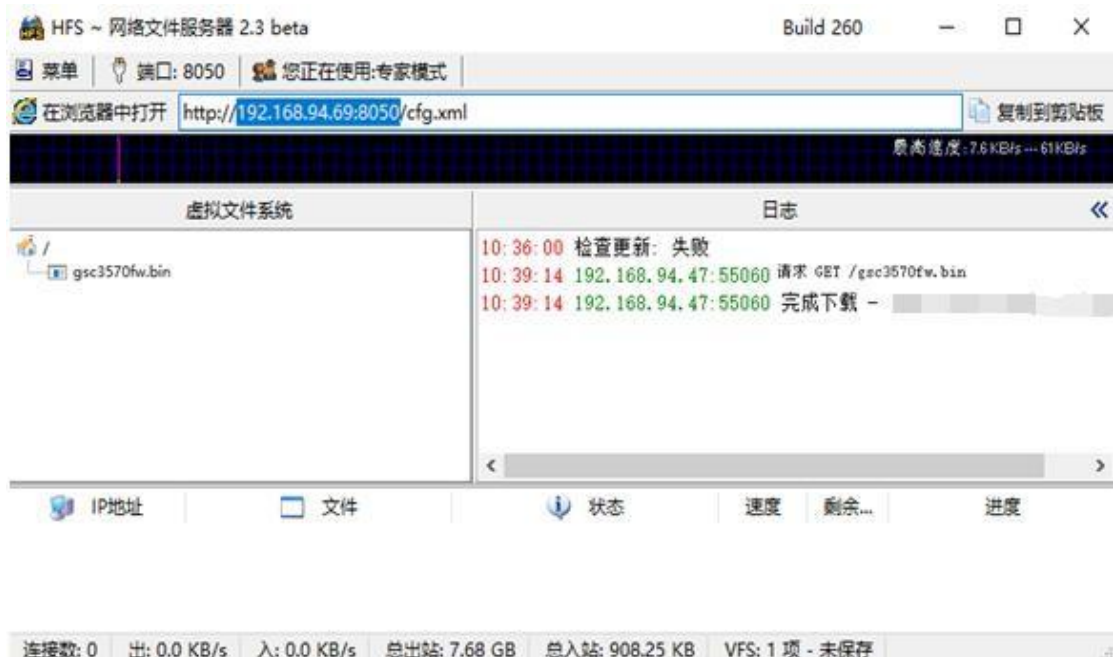 HFS ~ 网络文件服务器 2.3 beta Build 260
菜单 端口: 8050 您正在使用:专家模式
在浏览器中打开 http://192.168.94.69:8050/cfg.xml 复制到剪贴板
最高速度:7.6 KB/s --- 61KB/s
虚拟文件系统 日志
/
gsc3570fw.bin
10:36:00 检查更新: 失败
10:39:14 192.168.94.47:55060 请求 GET /gsc3570fw.bin
10:39:14 192.168.94.47:55060 完成下载 -
IP地址 文件 状态 速度 剩余... 进度
连接数: 0 出: 0.0 KB/s 入: 0.0 KB/s 总出站: 7.68 GB 总入站: 908.25 KB VFS: 1 项 - 未保存